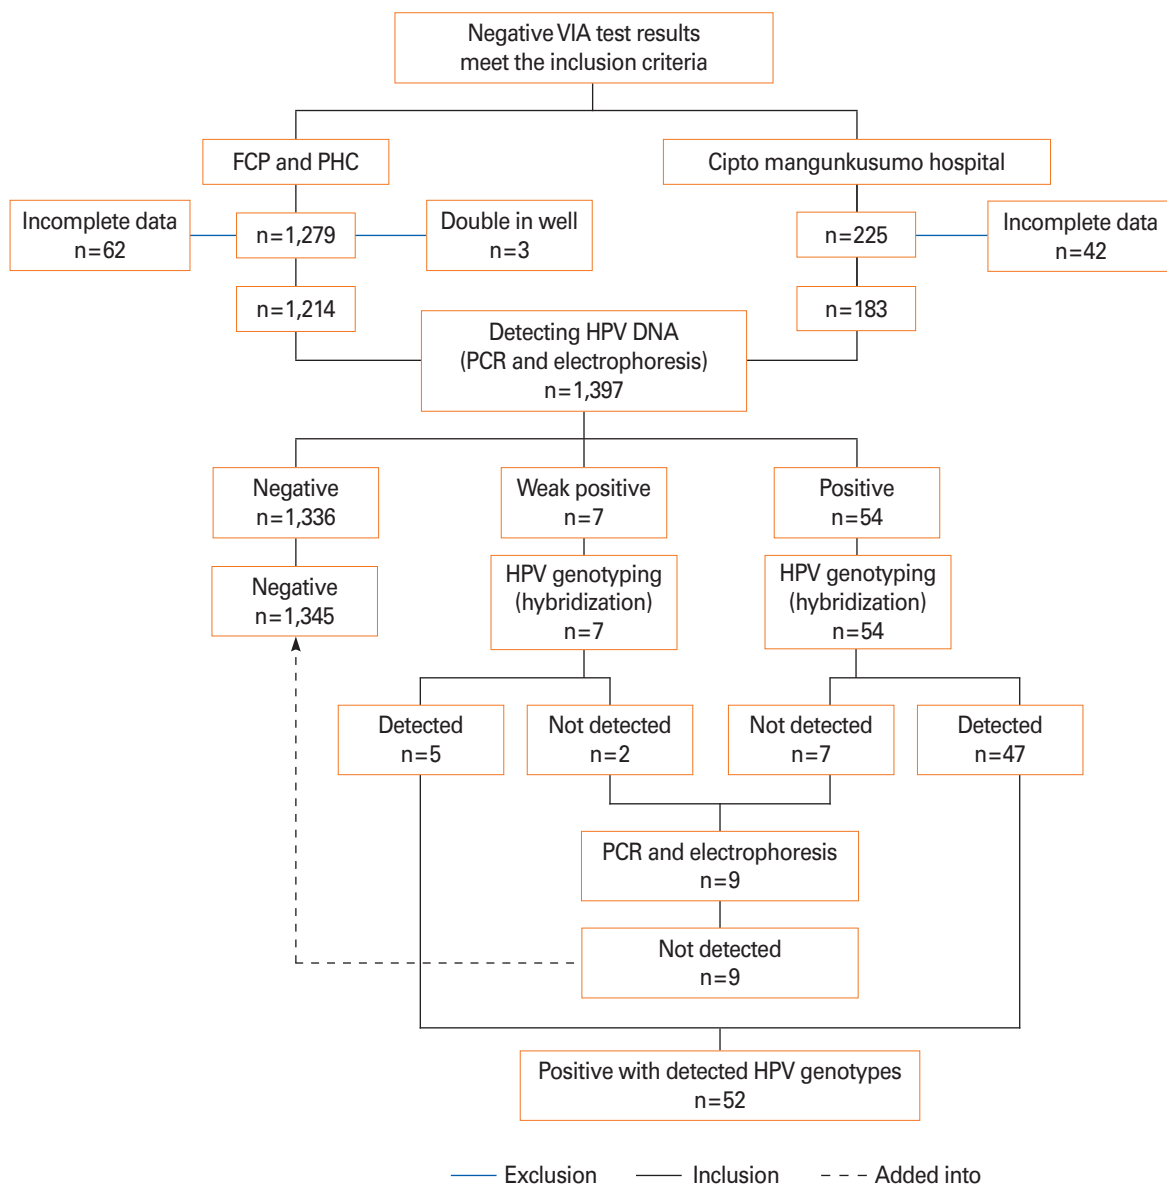 Negative VIA test results
meet the inclusion criteria
FCP and PHC
Cipto mangunkusumo hospital
Incomplete data
n=62
n=1,279
Double in well
n=3
n=225
Incomplete data
n=42
n=1,214
n=183
Detecting HPV DNA
(PCR and electrophoresis)
n=1,397
Negative
n=1,336
Weak positive
n=7
Positive
n=54
Negative
n=1,345
HPV genotyping
(hybridization)
n=7
HPV genotyping
(hybridization)
n=54
Detected
n=5
Not detected
n=2
Not detected
n=7
Detected
n=47
PCR and electrophoresis
n=9
Not detected
n=9
Positive with detected HPV genotypes
n=52
Exclusion
Inclusion
Added into